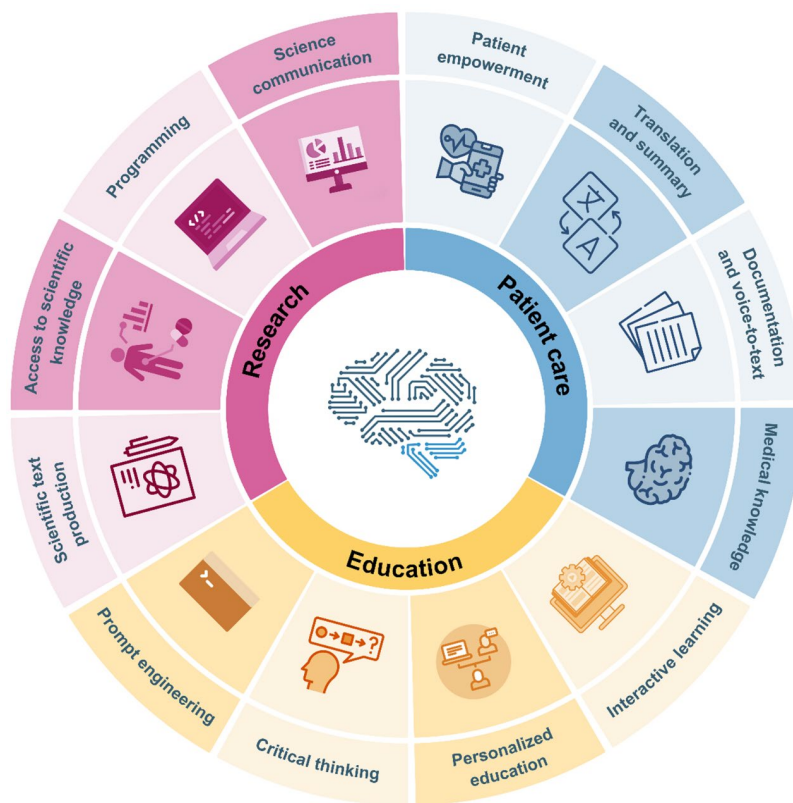 Science
communication
Patient
empowerment
Translation
and summary
Documentation
and voice-to-text
Medical knowledge
Interactive learning
Personalized
education
Critical thinking
Prompt engineering
Scientific text
production
Access to scientific
knowledge
Programming
Research
Patient care
Education
文
A